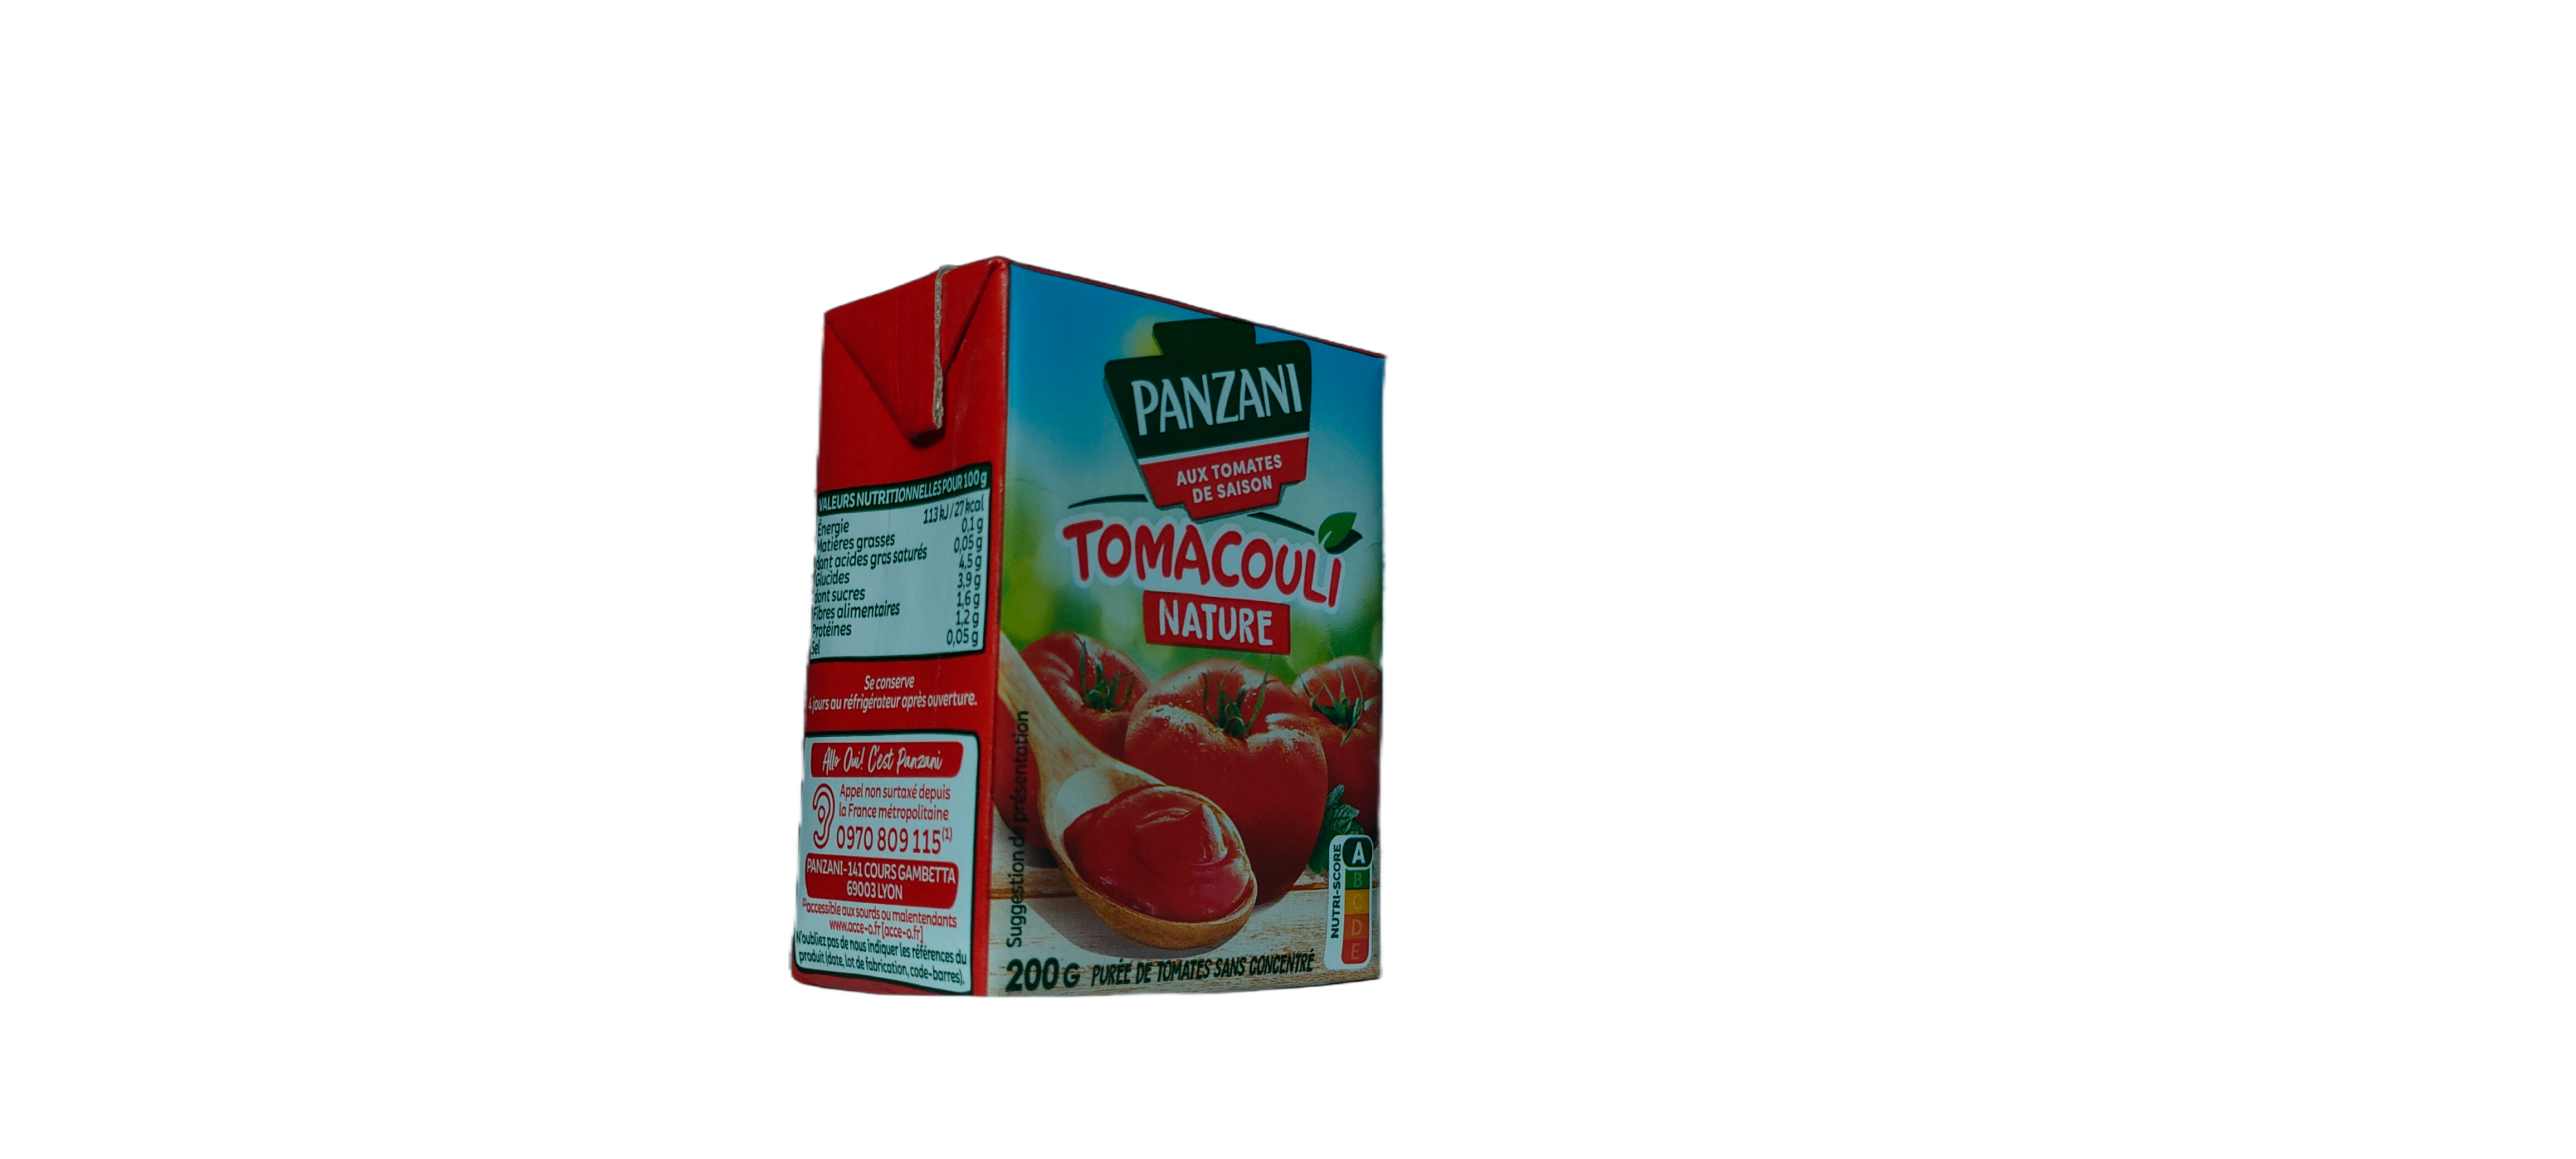 VALEURS NUTRITIONNELLES POUR 100 g
Énergie 113 kJ / 27 kcal
Matières grasses 0,1 g
dont acides gras saturés 0,05 g
Glucides 4,5 g
dont sucres 3,9 g
Fibres alimentaires 1,6 g
Protéines 1,2 g
Sel 0,05 g
Se conserve
4 jours au réfrigérateur après ouverture.
Allo Oui! C'est Panzani
Appel non surtaxé depuis
la France métropolitaine
0970 809 115(1)
PANZANI-141 COURS GAMBETTA
69003 LYON
(1)accessible aux sourds ou malentendants
www.acce-o.fr (acce-o.fr)
N'oubliez pas de nous indiquer les références du
produit (date, lot de fabrication, code-barres).
PANZANI
AUX TOMATES
DE SAISON
TOMACOULI
NATURE
Suggestion de présentation
NUTRI-SCORE
A
B
C
D
E
200 G PURÉE DE TOMATES SANS CONCENTRÉ